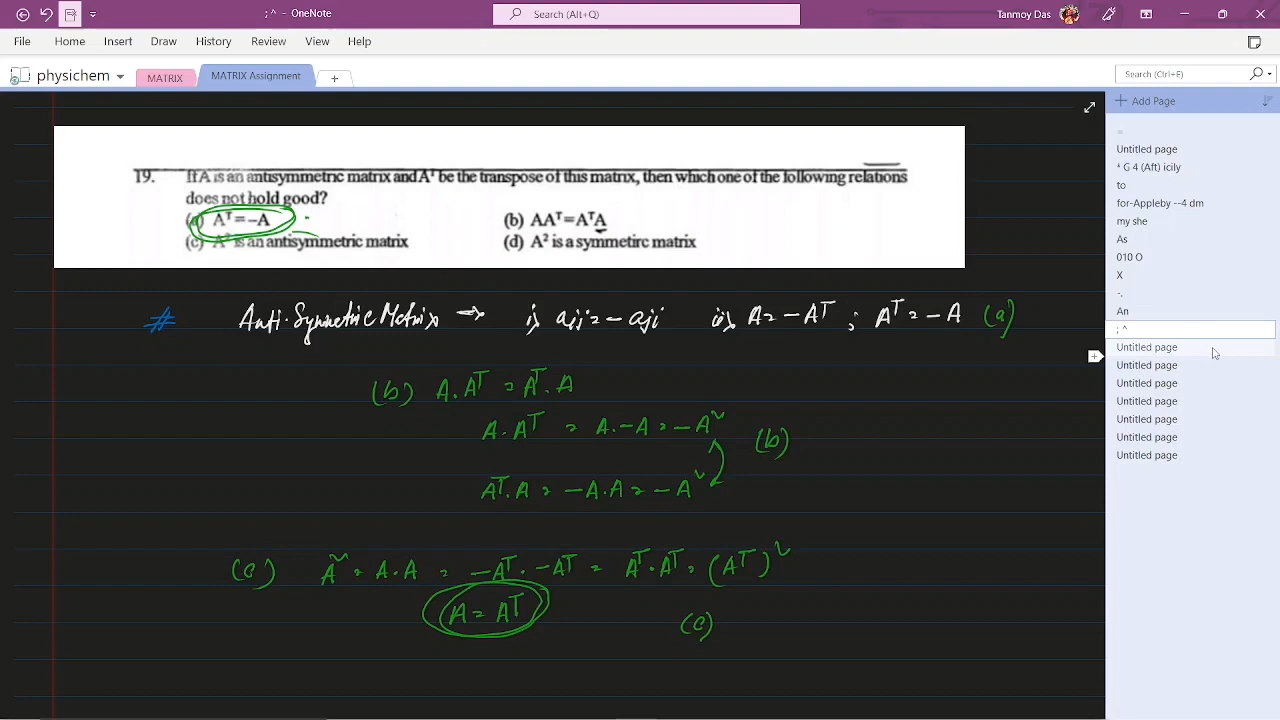 ; ^ - OneNote
Search (Alt+Q)
Tanmoy Das
File Home Insert Draw History Review View Help
physichem MATRIX MATRIX Assignment +
Search (Ctrl+E)
+ Add Page
=
Untitled page
G 4 (Aft) icily
to
for-Appleby --4 dm
my she
As
010 O
X
-.
An
; ^
Untitled page
Untitled page
Untitled page
Untitled page
Untitled page
Untitled page
Untitled page
19. If A is an antisymmetric matrix and Aᵀ be the transpose of this matrix, then which one of the following relations
does not hold good?
(a) Aᵀ = –A (b) AAᵀ = AᵀA
(c) A² is an antisymmetric matrix (d) A² is a symmetirc matrix
# Anti-Symmetric Matrix → is aij = - aji is A = - Aᵀ ; Aᵀ = - A (a)
(b) A.Aᵀ = Aᵀ.A
A.Aᵀ = A.-A = -A²
(b)
Aᵀ.A = -A.A = -A²
(c) A² = A.A = -Aᵀ.-Aᵀ = Aᵀ.Aᵀ = (Aᵀ)²
A = Aᵀ
(c)